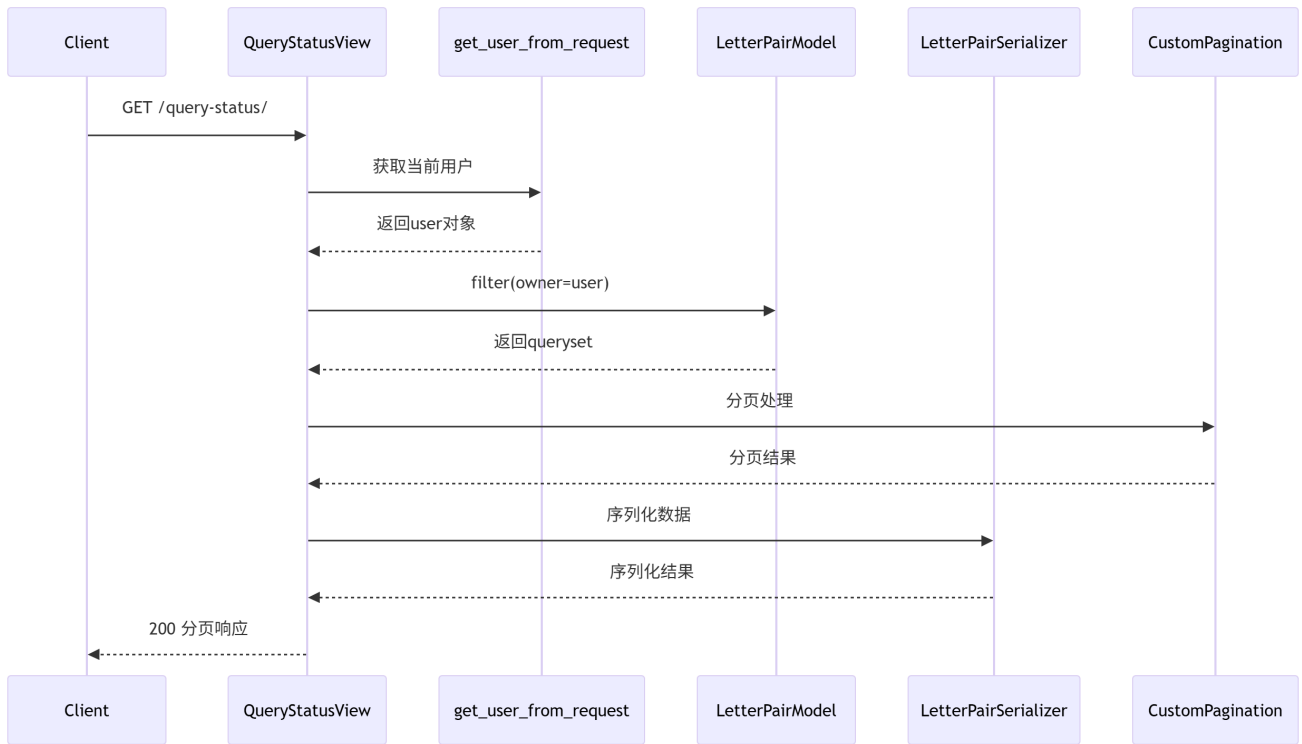 Client
QueryStatusView
get_user_from_request
LetterPairModel
LetterPairSerializer
CustomPagination
GET /query-status/
获取当前用户
返回user对象
filter(owner=user)
返回queryset
分页处理
分页结果
序列化数据
序列化结果
200 分页响应
Client
QueryStatusView
get_user_from_request
LetterPairModel
LetterPairSerializer
CustomPagination